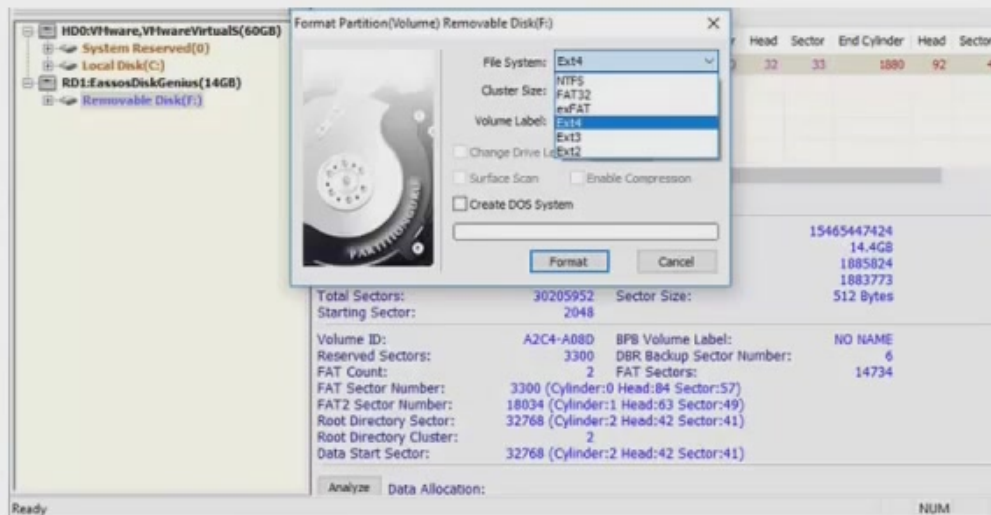 HD0:VMware,VMwareVirtualS(60GB)
System Reserved(0)
Local Disk(C:)
RD1:EassosDiskGenius(14GB)
Removable Disk(F:)
Format Partition(Volume) Removable Disk(F:)
File System: Ext4
NTFS
FAT32
exFAT
Ext4
Ext3
Ext2
Cluster Size:
Volume Label:
Change Drive Le
Surface Scan Enable Compression
Create DOS System
PARTITIONGURU
Format Cancel
Head Sector End Cylinder Head Secto
32 33 1880 92 4
15465447424
14.4GB
1885824
1883773
Total Sectors: 30205952 Sector Size: 512 Bytes
Starting Sector: 2048
Volume ID: A2C4-A08D BPB Volume Label: NO NAME
Reserved Sectors: 3300 DBR Backup Sector Number: 6
FAT Count: 2 FAT Sectors: 14734
FAT Sector Number: 3300 (Cylinder:0 Head:84 Sector:57)
FAT2 Sector Number: 18034 (Cylinder:1 Head:63 Sector:49)
Root Directory Sector: 32768 (Cylinder:2 Head:42 Sector:41)
Root Directory Cluster: 2
Data Start Sector: 32768 (Cylinder:2 Head:42 Sector:41)
Analyze Data Allocation:
Ready NUM